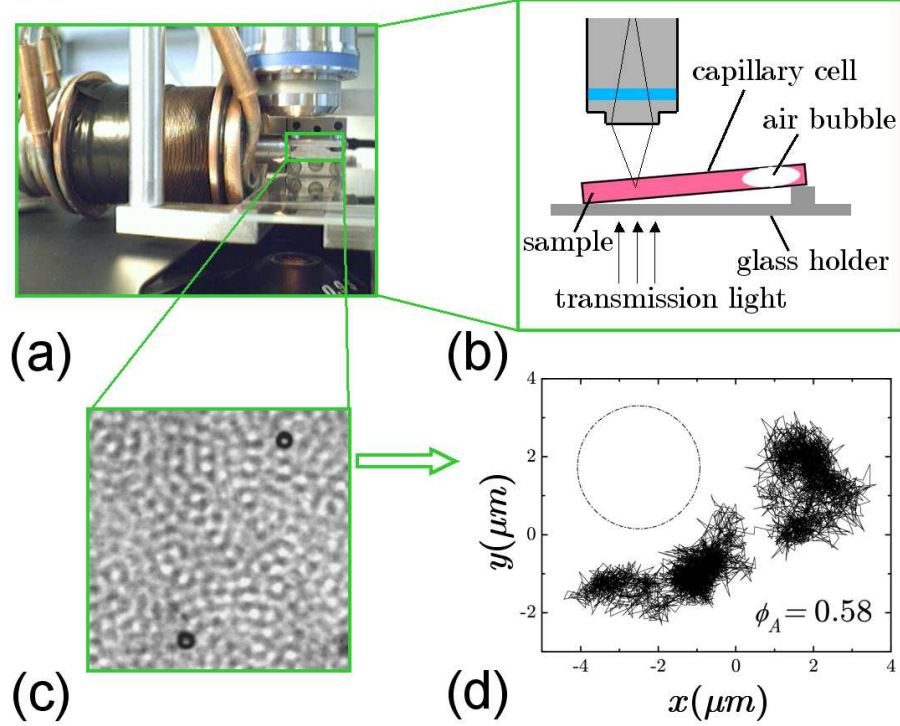 capillary cell
air bubble
sample
glass holder
transmission light
(a)
(b)
4
2
0
-2
y(μm)
ϕ_A = 0.58
-4 -2 0 2 4
x(μm)
(c)
(d)